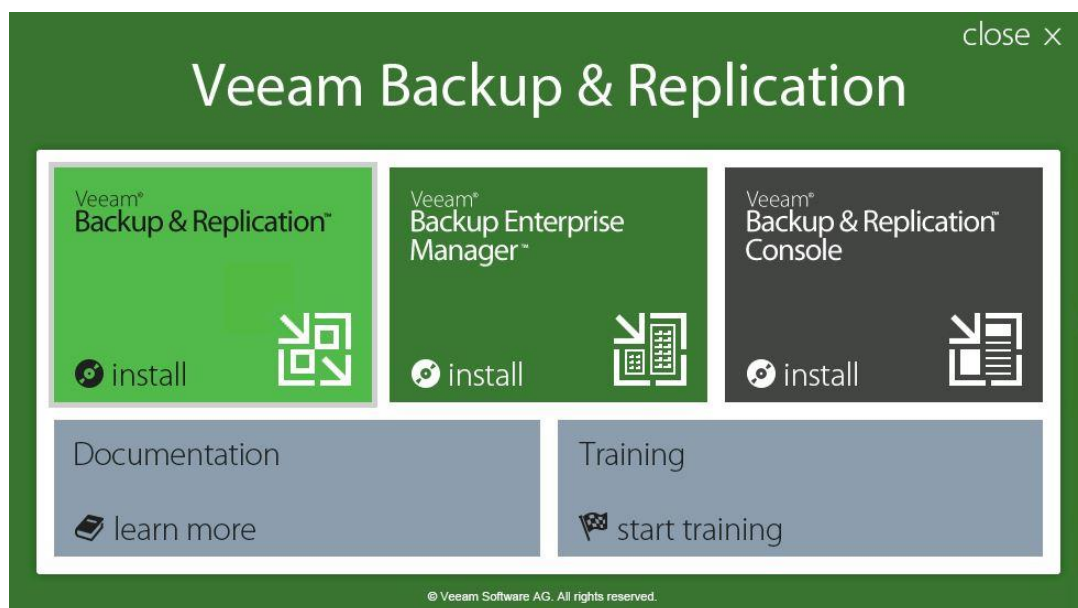 close ×
Veeam Backup & Replication
Veeam®
Backup & Replication™
install
Veeam®
Backup Enterprise
Manager™
install
Veeam®
Backup & Replication™
Console
install
Documentation
learn more
Training
start training
© Veeam Software AG. All rights reserved.